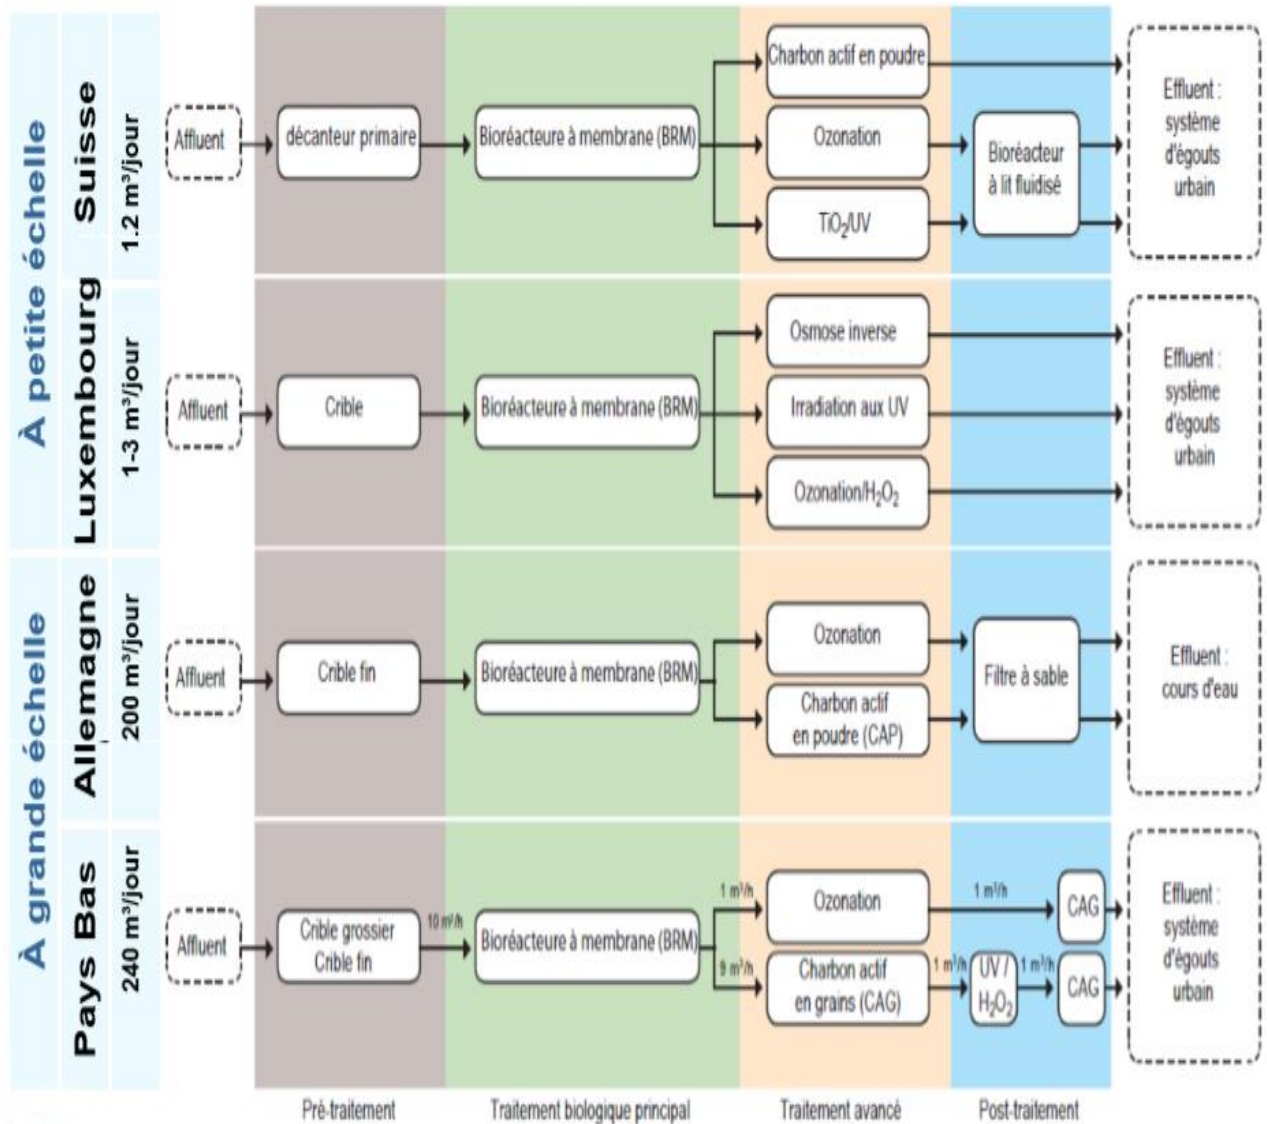 À petite échelle
Suisse
1.2 m³/jour
Affluent
décanteur primaire
Bioréacteure à membrane (BRM)
Charbon actif en poudre
Ozonation
TiO₂/UV
Bioréacteur
à lit fluidisé
Effluent :
système
d'égouts
urbain
Luxembourg
1-3 m³/jour
Affluent
Crible
Bioréacteure à membrane (BRM)
Osmose inverse
Irradiation aux UV
Ozonation/H₂O₂
Effluent :
système
d'égouts
urbain
À grande échelle
Allemagne
200 m³/jour
Affluent
Crible fin
Bioréacteure à membrane (BRM)
Ozonation
Charbon actif
en poudre (CAP)
Filtre à sable
Effluent :
cours d'eau
Pays Bas
240 m³/jour
Affluent
Crible grossier
Crible fin
10 m³/h
Bioréacteure à membrane (BRM)
1 m³/h
Ozonation
1 m³/h
CAG
9 m³/h
Charbon actif
en grains (CAG)
1 m³/h
UV /
H₂O₂
1 m³/h
CAG
Effluent :
système
d'égouts
urbain
Pré-traitement
Traitement biologique principal
Traitement avancé
Post-traitement